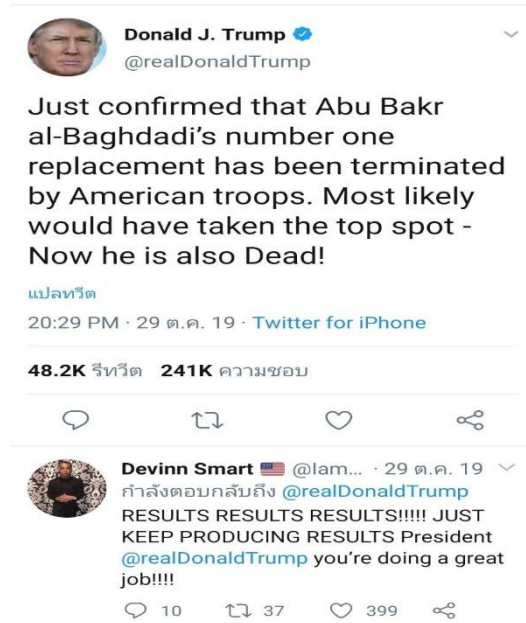 Donald J. Trump
@realDonaldTrump
Just confirmed that Abu Bakr
al-Baghdadi’s number one
replacement has been terminated
by American troops. Most likely
would have taken the top spot -
Now he is also Dead!
แปลทวีต
20:29 PM · 29 ต.ค. 19 · Twitter for iPhone
48.2K รีทวีต 241K ความชอบ
Devinn Smart @lam... · 29 ต.ค. 19
กำลังตอบกลับถึง @realDonaldTrump
RESULTS RESULTS RESULTS!!!!! JUST
KEEP PRODUCING RESULTS President
@realDonaldTrump you’re doing a great
job!!!!
10 37 399